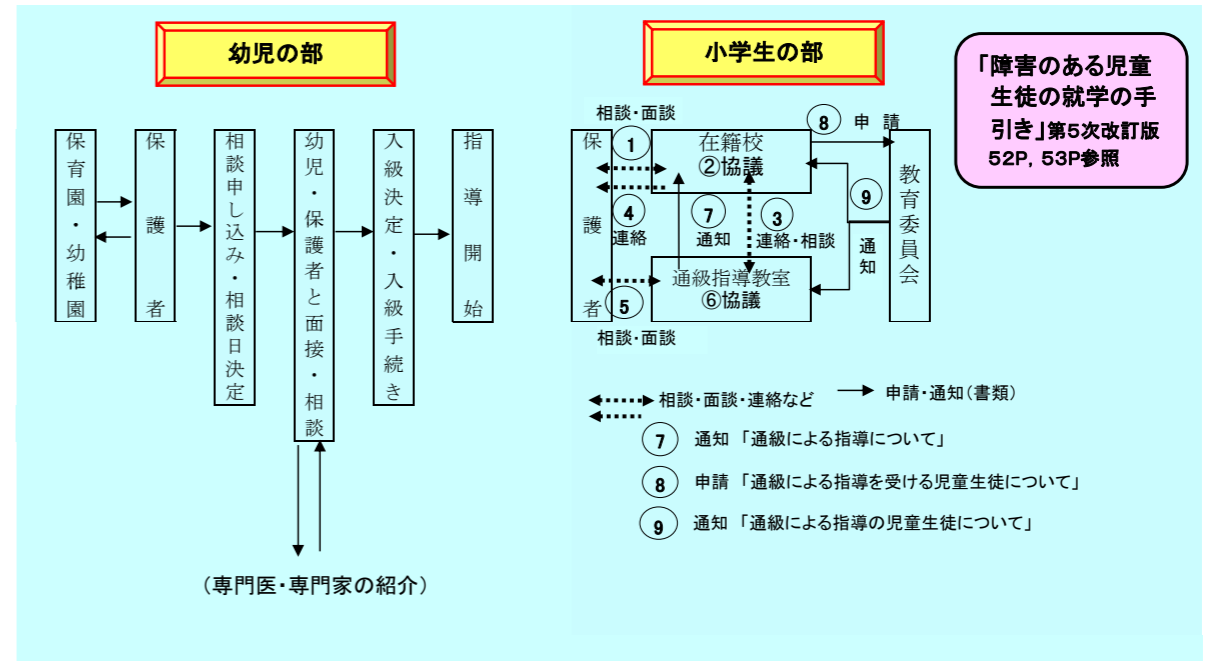 幼児の部
保育園・幼稚園
保護者
相談申し込み・相談日決定
幼児・保護者と面接・相談
入級決定・入級手続き
指導開始
(専門医・専門家の紹介)
小学生の部
「障害のある児童
生徒の就学の手
引き」第5次改訂版
52P, 53P参照
相談・面談
① 
保護者
在籍校
②協議
⑧ 申請
教育委員会
④
連絡
⑦
通知
③
連絡・相談
⑨
通知
通級指導教室
⑥協議
⑤
相談・面談
相談・面談・連絡など
申請・通知(書類)
⑦ 通知 「通級による指導について」
⑧ 申請 「通級による指導を受ける児童生徒について」
⑨ 通知 「通級による指導の児童生徒について」